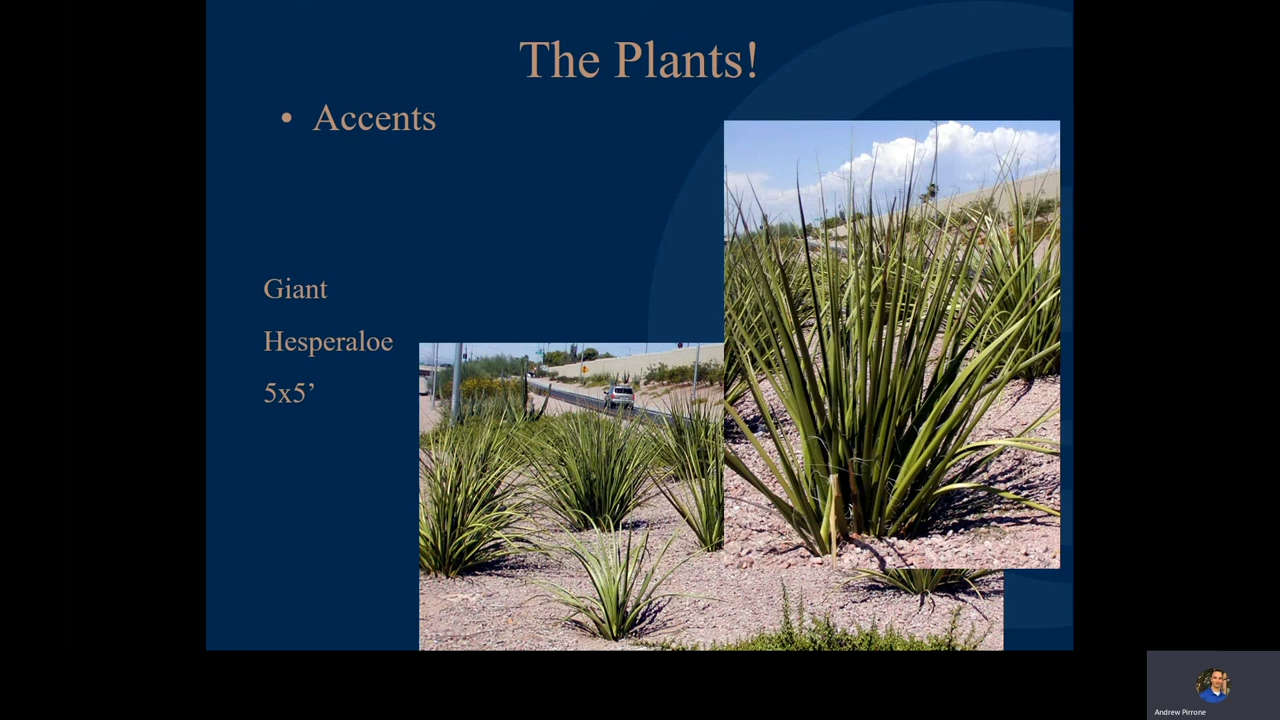 The Plants!
• Accents
Giant
Hesperaloe
5x5’
Andrew Pirrone